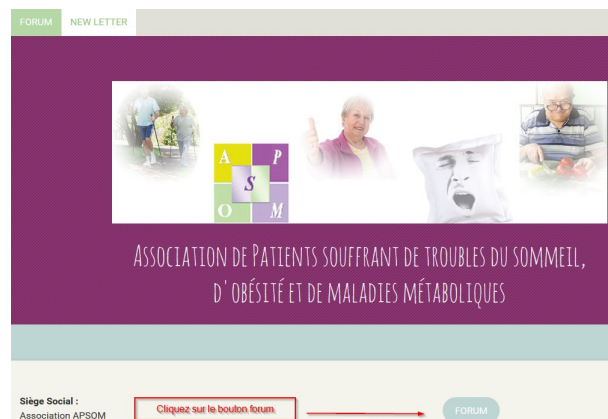 FORUM NEW LETTER
A P
S
O M
Association de Patients souffrant de troubles du sommeil,
d'obésité et de maladies métaboliques
Siège Social :
Association APSOM
Cliquez sur le bouton forum
FORUM